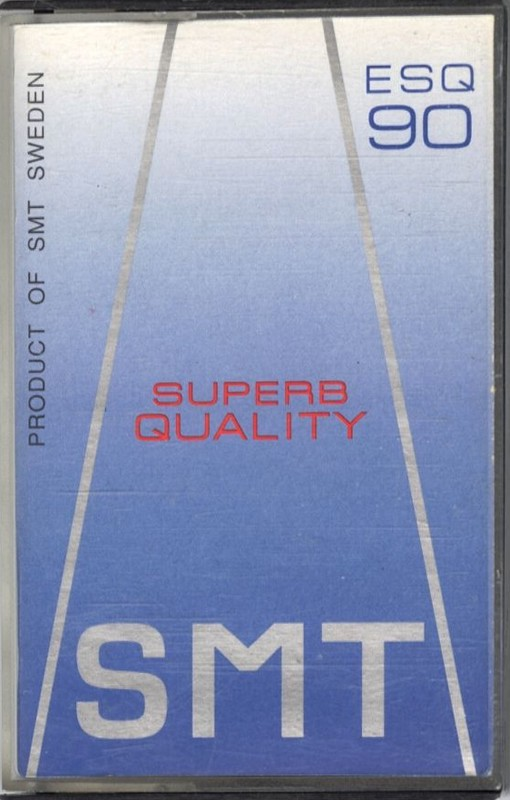 ESQ
90
PRODUCT OF SMT SWEDEN
SUPERB
QUALITY
SMT